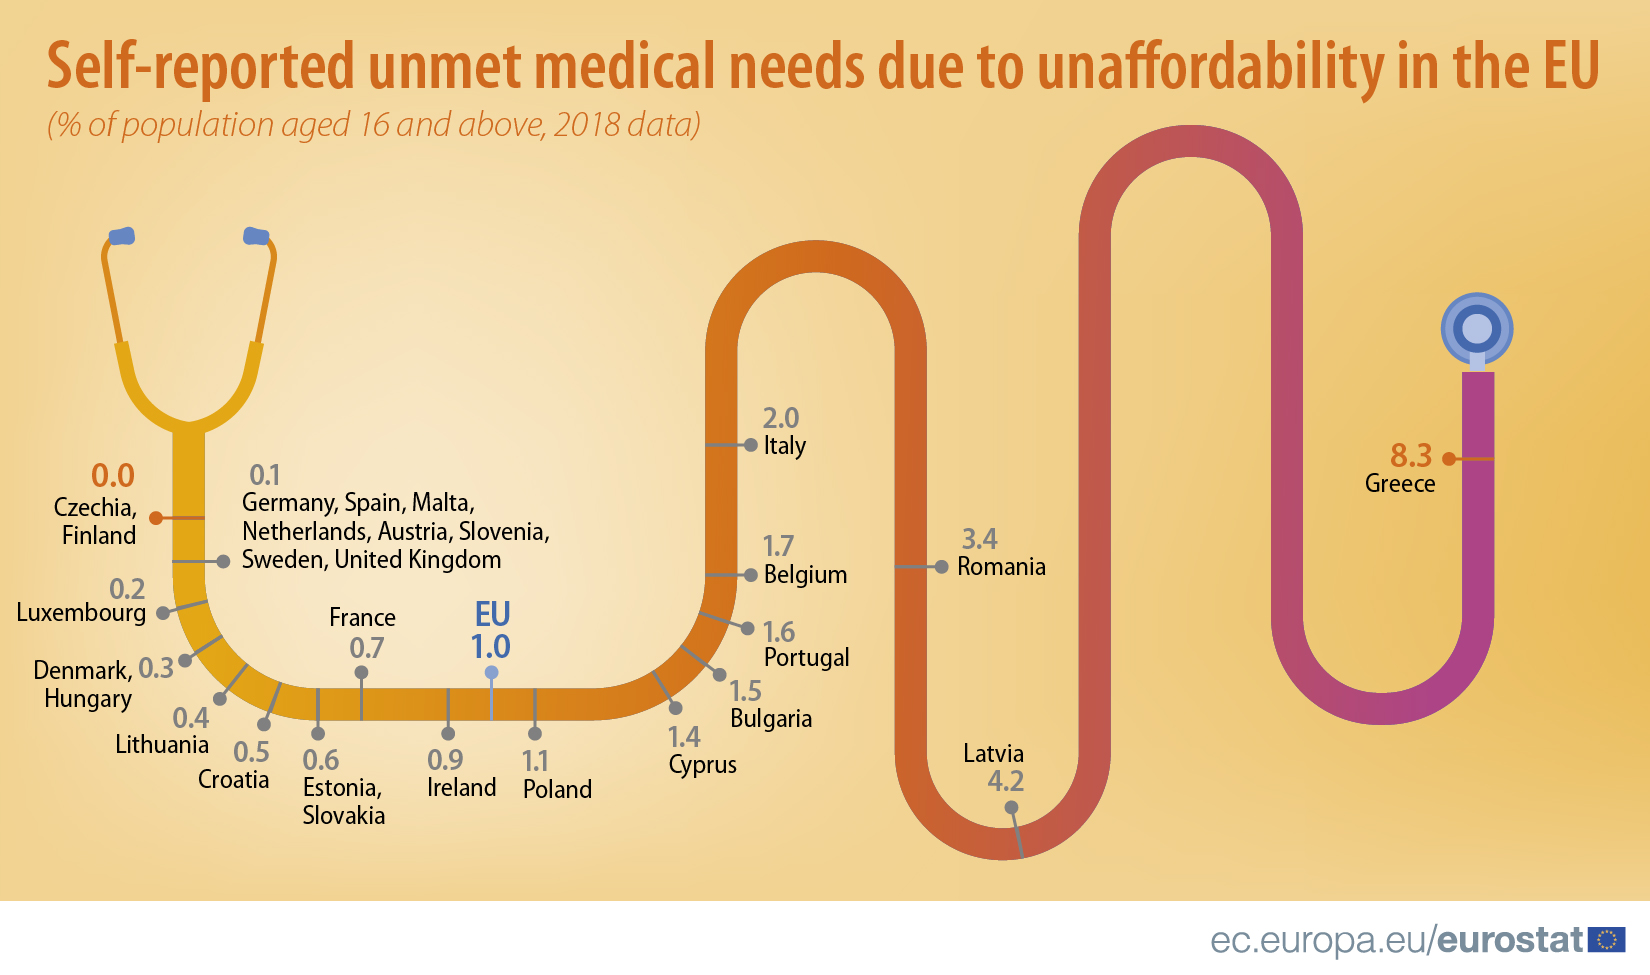 Self-reported unmet medical needs due to unaffordability in the EU
(% of population aged 16 and above, 2018 data)
0.0
Czechia,
Finland
0.1
Germany, Spain, Malta,
Netherlands, Austria, Slovenia,
Sweden, United Kingdom
0.2
Luxembourg
0.3
Denmark,
Hungary
0.4
Lithuania
0.5
Croatia
0.6
Estonia,
Slovakia
France
0.7
0.9
Ireland
EU
1.0
1.1
Poland
1.4
Cyprus
1.5
Bulgaria
1.6
Portugal
1.7
Belgium
2.0
Italy
3.4
Romania
Latvia
4.2
8.3
Greece
ec.europa.eu/eurostat